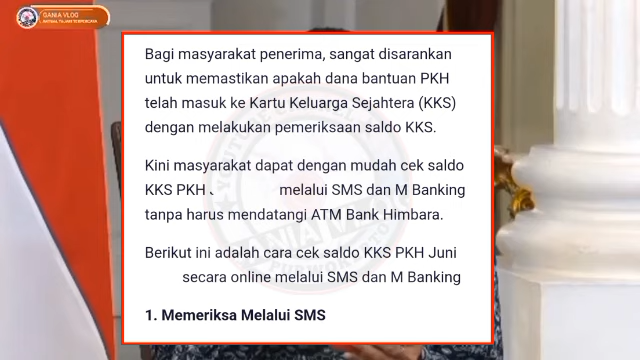 GANIA VLOG
Bagi masyarakat penerima, sangat disarankan
untuk memastikan apakah dana bantuan PKH
telah masuk ke Kartu Keluarga Sejahtera (KKS)
dengan melakukan pemeriksaan saldo KKS.
Kini masyarakat dapat dengan mudah cek saldo
KKS PKH melalui SMS dan M Banking
tanpa harus mendatangi ATM Bank Himbara.
Berikut ini adalah cara cek saldo KKS PKH Juni
secara online melalui SMS dan M Banking
1. Memeriksa Melalui SMS